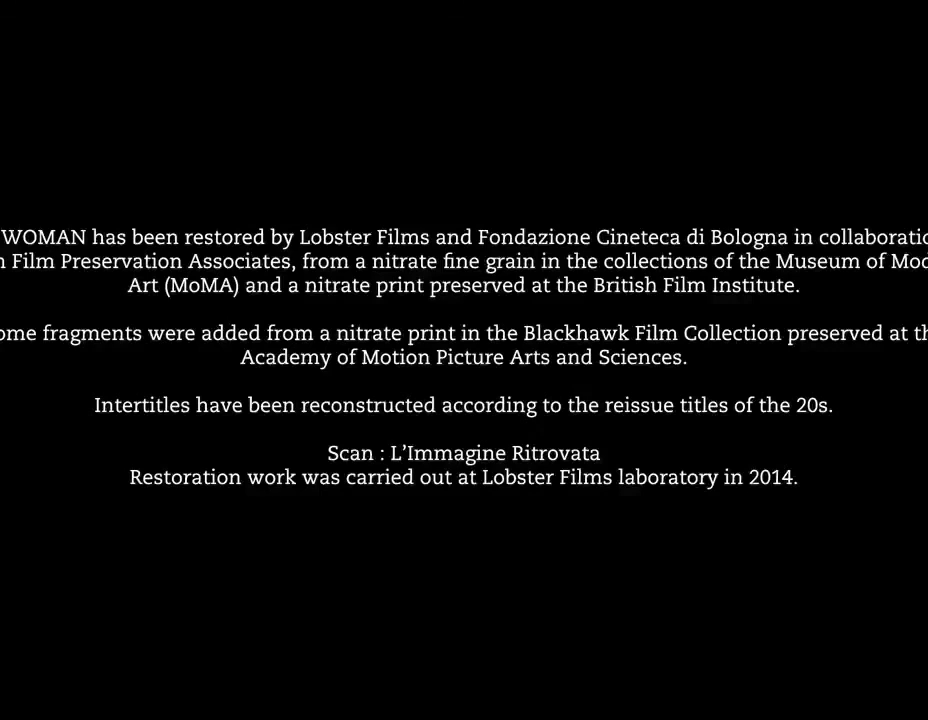 WOMAN has been restored by Lobster Films and Fondazione Cineteca di Bologna in collaboratio
n Film Preservation Associates, from a nitrate fine grain in the collections of the Museum of Mod
Art (MoMA) and a nitrate print preserved at the British Film Institute.
ome fragments were added from a nitrate print in the Blackhawk Film Collection preserved at th
Academy of Motion Picture Arts and Sciences.
Intertitles have been reconstructed according to the reissue titles of the 20s.
Scan : L’Immagine Ritrovata
Restoration work was carried out at Lobster Films laboratory in 2014.